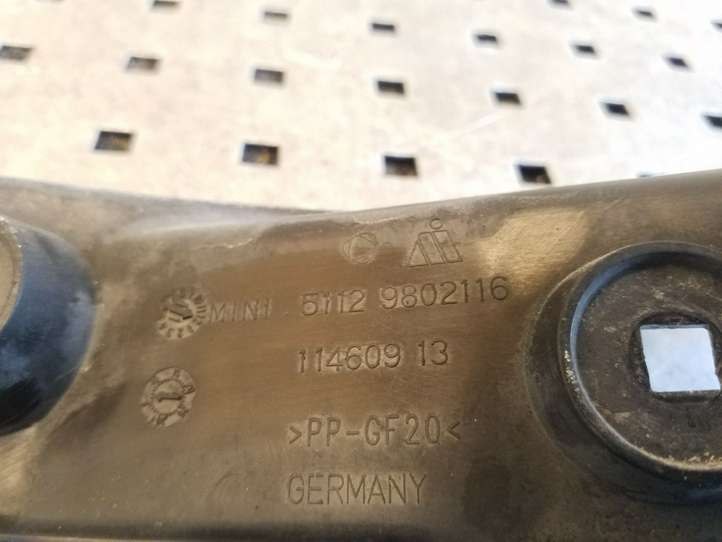 MINI 5112 9802116
114609 13
>PP-GF20<
GERMANY